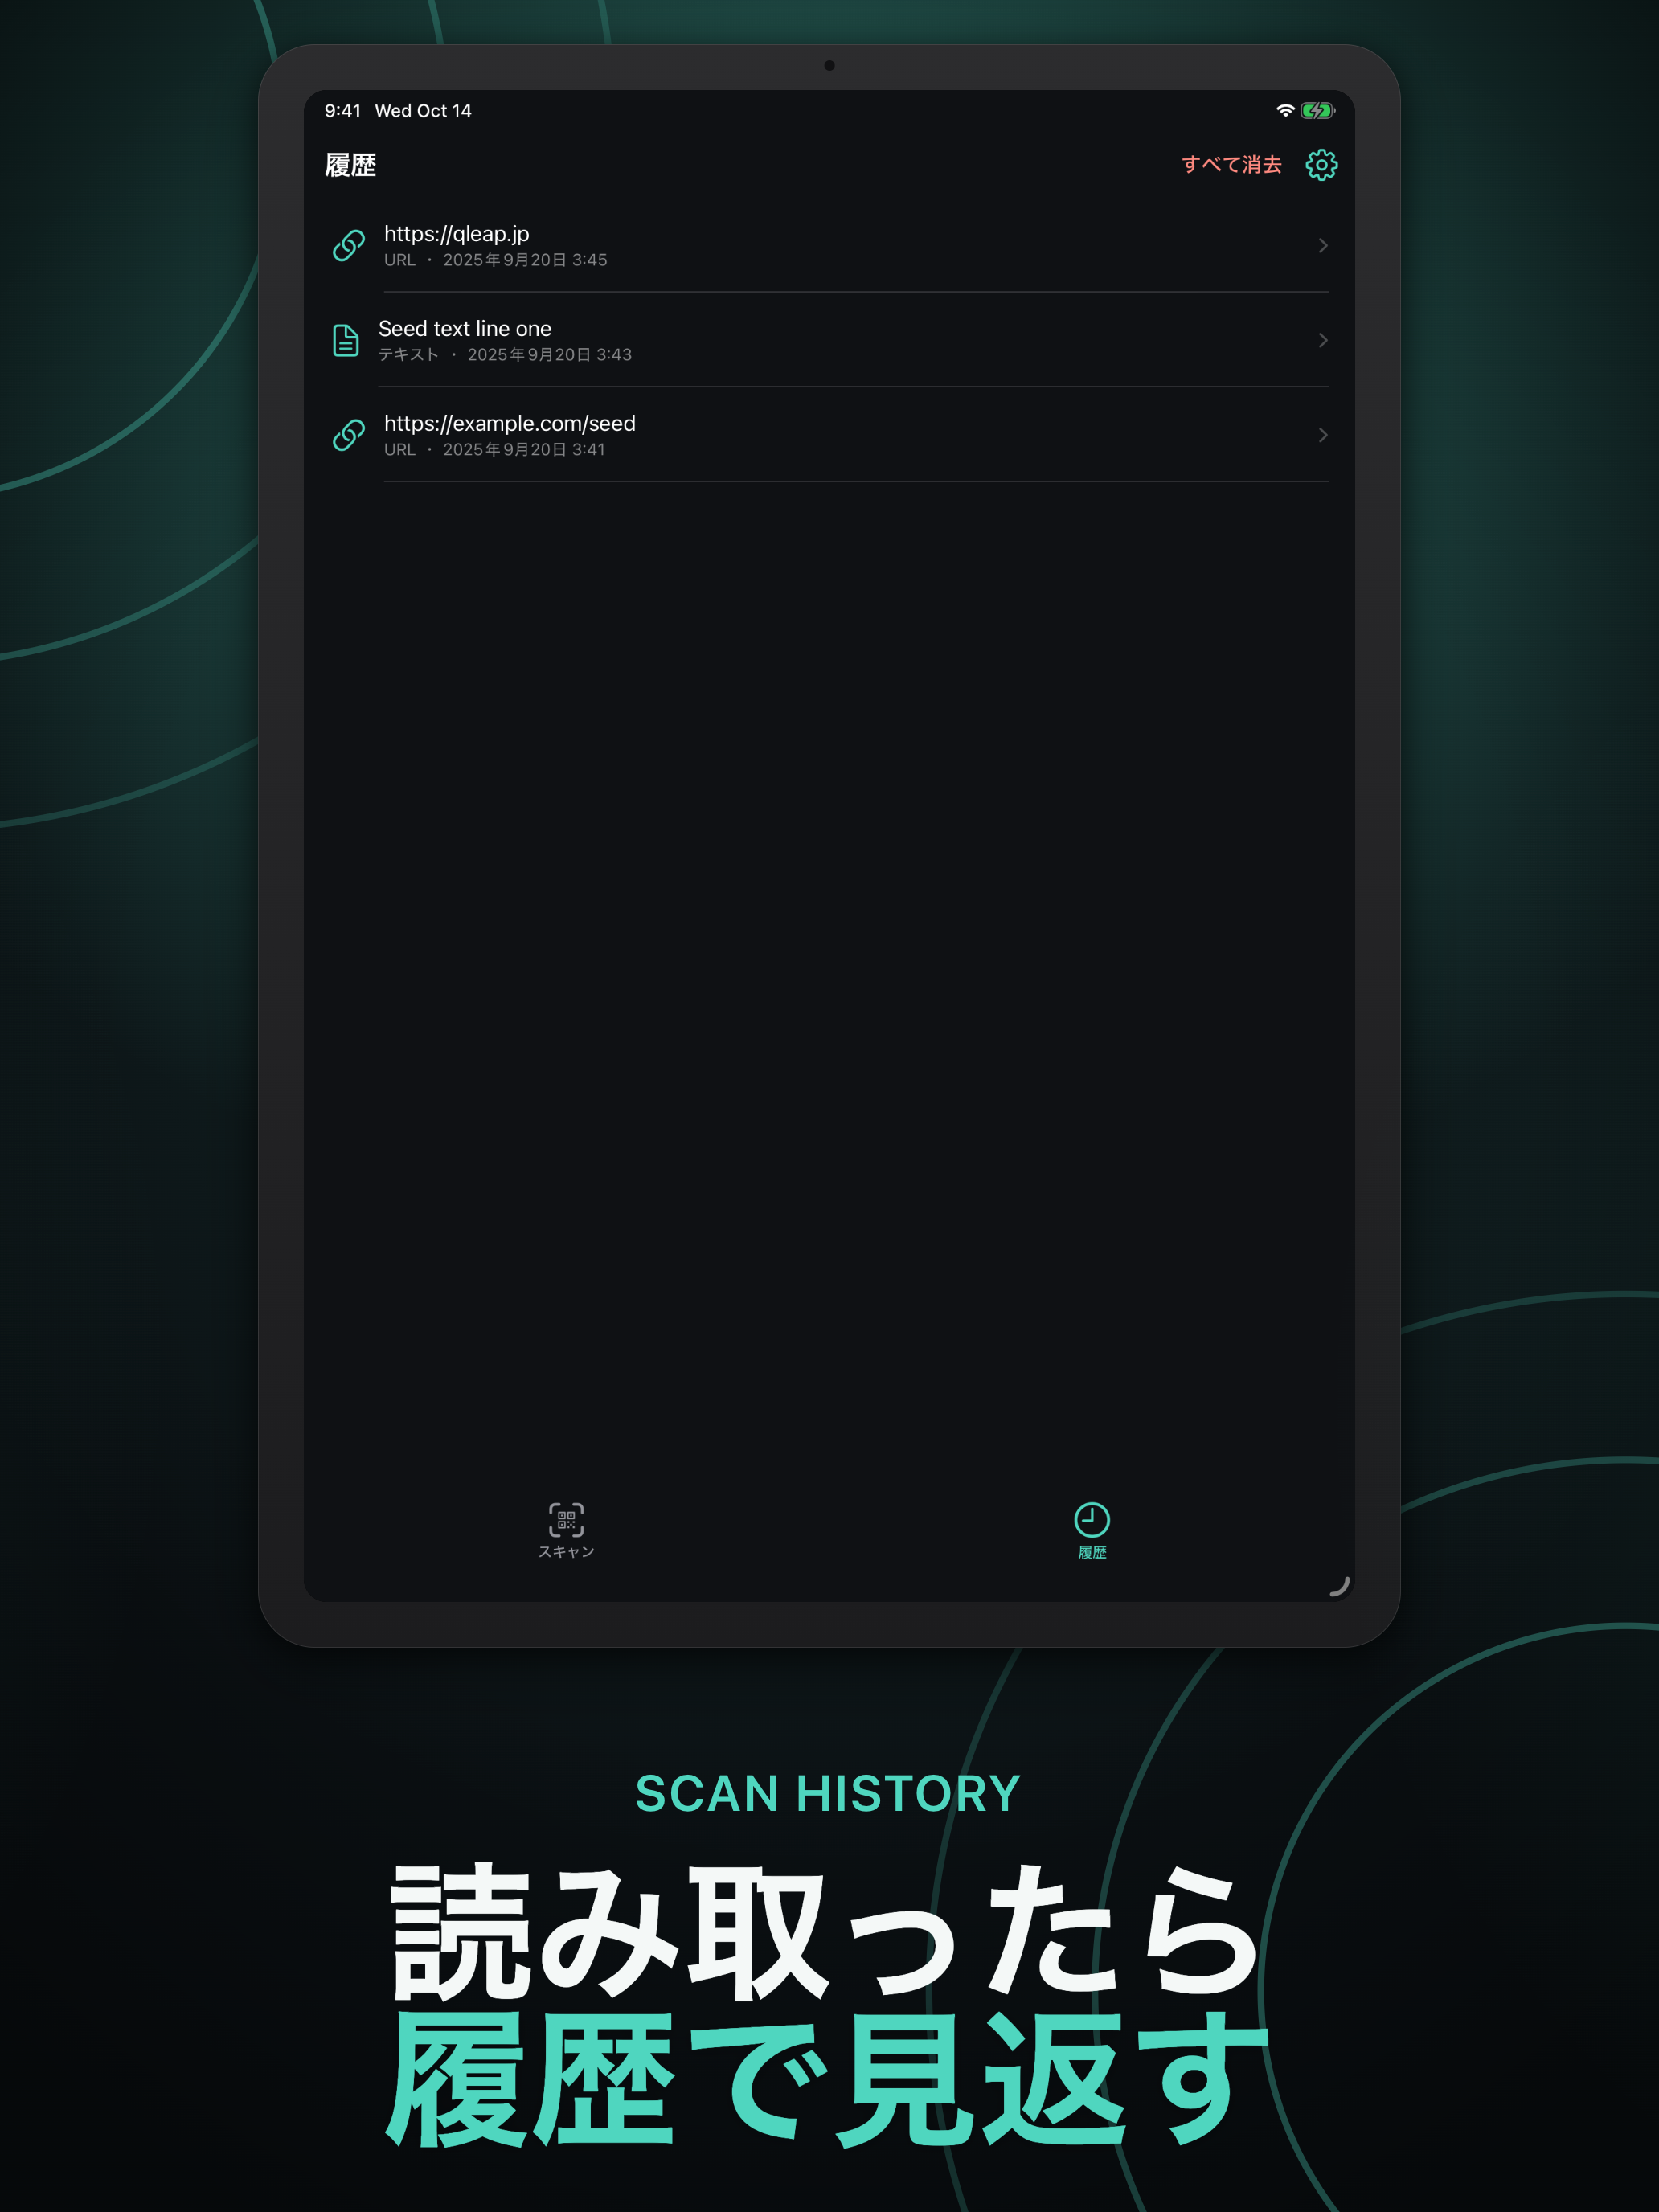 9:41 Wed Oct 14
履歴 すべて消去
https://qleap.jp
URL ・ 2025年9月20日 3:45
Seed text line one
テキスト ・ 2025年9月20日 3:43
https://example.com/seed
URL ・ 2025年9月20日 3:41
スキャン 履歴
SCAN HISTORY
読み取ったら
履歴で見返す